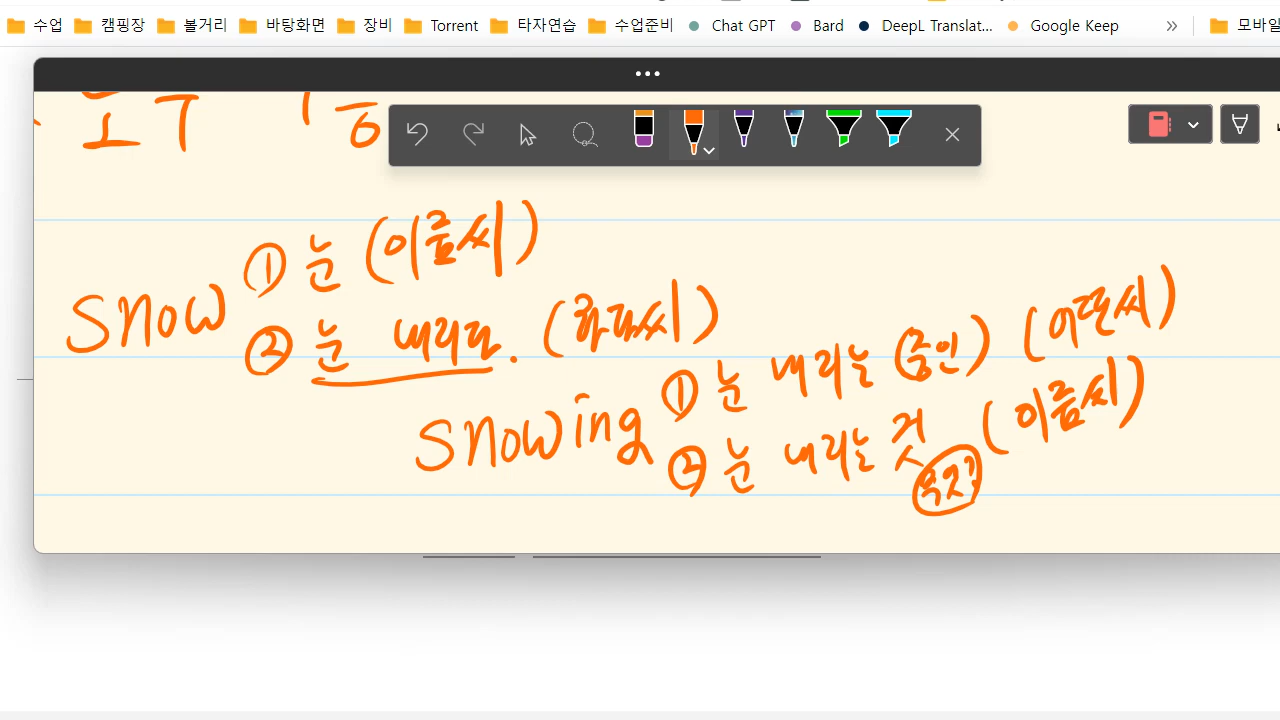 수업 캠핑장 볼거리 바탕화면 장비 Torrent 타자연습 수업준비 Chat GPT Bard DeepL Translat... Google Keep » 모바일
...
snow ① 눈 (이름씨)
② 눈 내리다. (하다씨)
snowing ① 눈 내리는 (중인) (어떤씨)
② 눈 내리는 것 (이름씨)